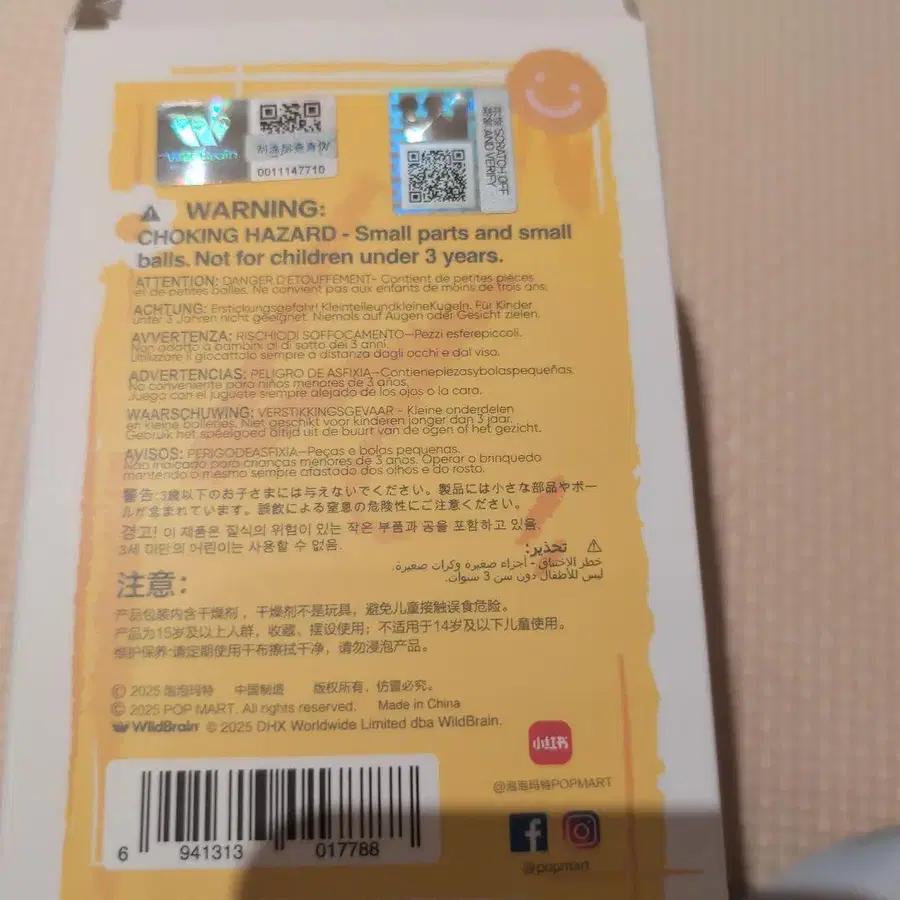 WildBrain
刮涂层查真伪
0011147710
SCRATCH OFF
AND VERIFY
WARNING:
CHOKING HAZARD - Small parts and small
balls. Not for children under 3 years.
ATTENTION: DANGER D'ETOUFFEMENT- Contient de petites pièces
et de petites balles. Ne convient pas aux enfants de moins de trois ans.
ACHTUNG: Erstickungsgefahr! KleinteileundkleineKugeln. Für Kinder
unter 3 Jahren nicht geeignet. Niemals auf Augen oder Gesicht zielen.
AVVERTENZA: RISCHIODI SOFFOCAMENTO—Pezzi esferepiccoli.
Non adatto a bambini al di sotto dei 3 anni.
Utilizzare il giocattolo sempre a distanza dagli occhi e dal viso.
ADVERTENCIAS: PELIGRO DE ASFIXIA—Contienepiezasybolaspequeñas.
No conveniente para niños menores de 3 años.
Juega con el juguete siempre alejado de los ojos o la cara.
WAARSCHUWING: VERSTIKKINGSGEVAAR - Kleine onderdelen
en kleine balletjes. Niet geschikt voor kinderen jonger dan 3 jaar.
Gebruik het speelgoed altijd uit de buurt van de ogen of het gezicht.
AVISOS: PERIGODEASFIXIA—Peças e bolas pequenas.
Não indicado para crianças menores de 3 anos. Operar o brinquedo
mantendo o mesmo sempre afastado dos olhos e do rosto.
警告:3歳以下のお子さまには与えないでください。製品には小さな部品やボー
ルが含まれています。誤飲による窒息の危険性にご注意ください。
경고! 이 제품은 질식의 위험이 있는 작은 부품과 공을 포함하고 있음.
3세 미만의 어린이는 사용할 수 없음.
تحذير:
خطر الاختناق - أجزاء صغيرة وكرات صغيرة.
ليس للأطفال دون سن 3 سنوات.
注意：
产品包装内含干燥剂，干燥剂不是玩具，避免儿童接触误食危险。
产品为15岁及以上人群，收藏、摆设使用；不适用于14岁及以下儿童使用。
维护保养:请定期使用干布擦拭干净，请勿浸泡产品。
© 2025 泡泡玛特 中国制造 版权所有，仿冒必究。
© 2025 POP MART. All rights reserved. Made in China
WildBrain © 2025 DHX Worldwide Limited dba WildBrain.
小红书
@泡泡玛特POPMART
6 941313 017788
@popmart